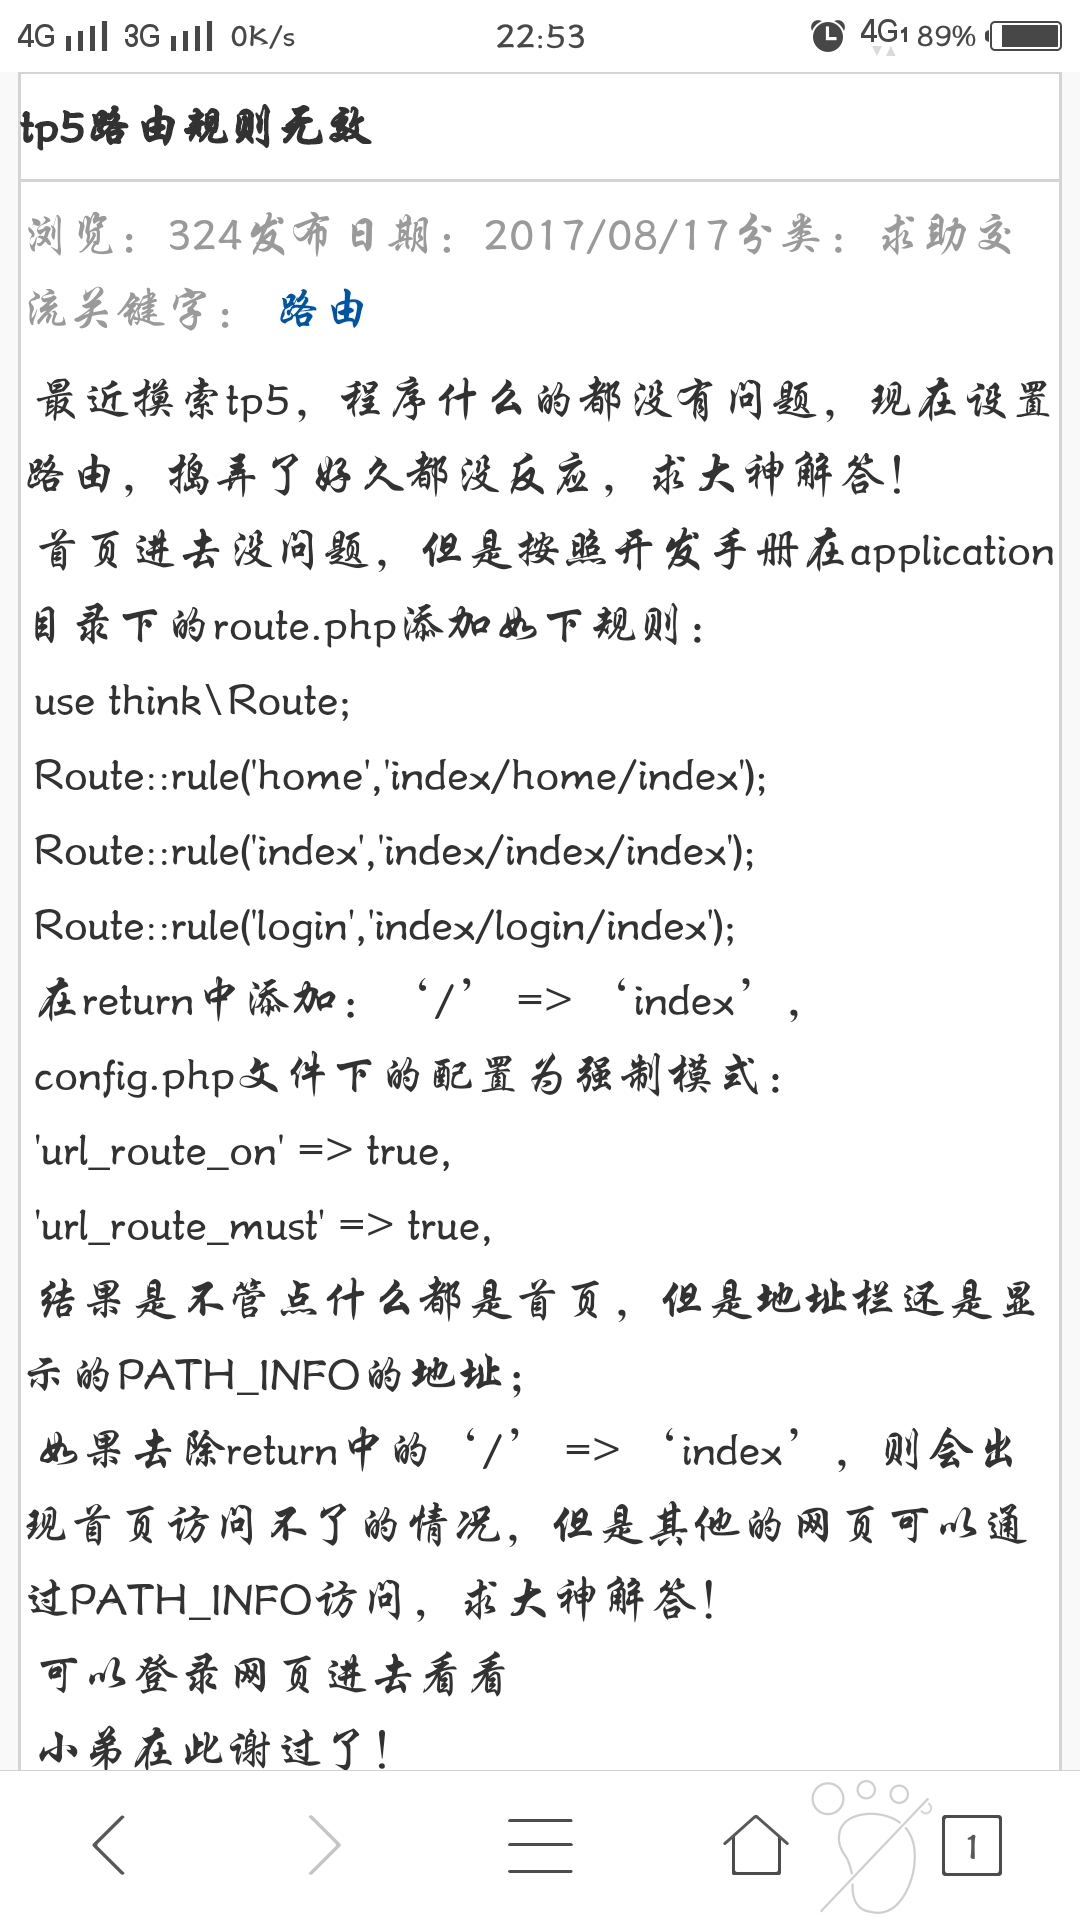 4G 3G 0K/s 22:53 4G1 89%
tp5路由规则无效
浏览：324发布日期：2017/08/17分类：求助交
流关键字： 路由
最近摸索tp5，程序什么的都没有问题，现在设置
路由，捣弄了好久都没反应，求大神解答！
首页进去没问题，但是按照开发手册在application
目录下的route.php添加如下规则：
use think\Route;
Route::rule('home','index/home/index');
Route::rule('index','index/index/index');
Route::rule('login','index/login/index');
在return中添加：‘/’ => ‘index’，
config.php文件下的配置为强制模式：
'url_route_on' => true,
'url_route_must' => true,
结果是不管点什么都是首页，但是地址栏还是显
示的PATH_INFO的地址；
如果去除return中的‘/’ => ‘index’，则会出
现首页访问不了的情况，但是其他的网页可以通
过PATH_INFO访问，求大神解答！
可以登录网页进去看看
小弟在此谢过了！
1